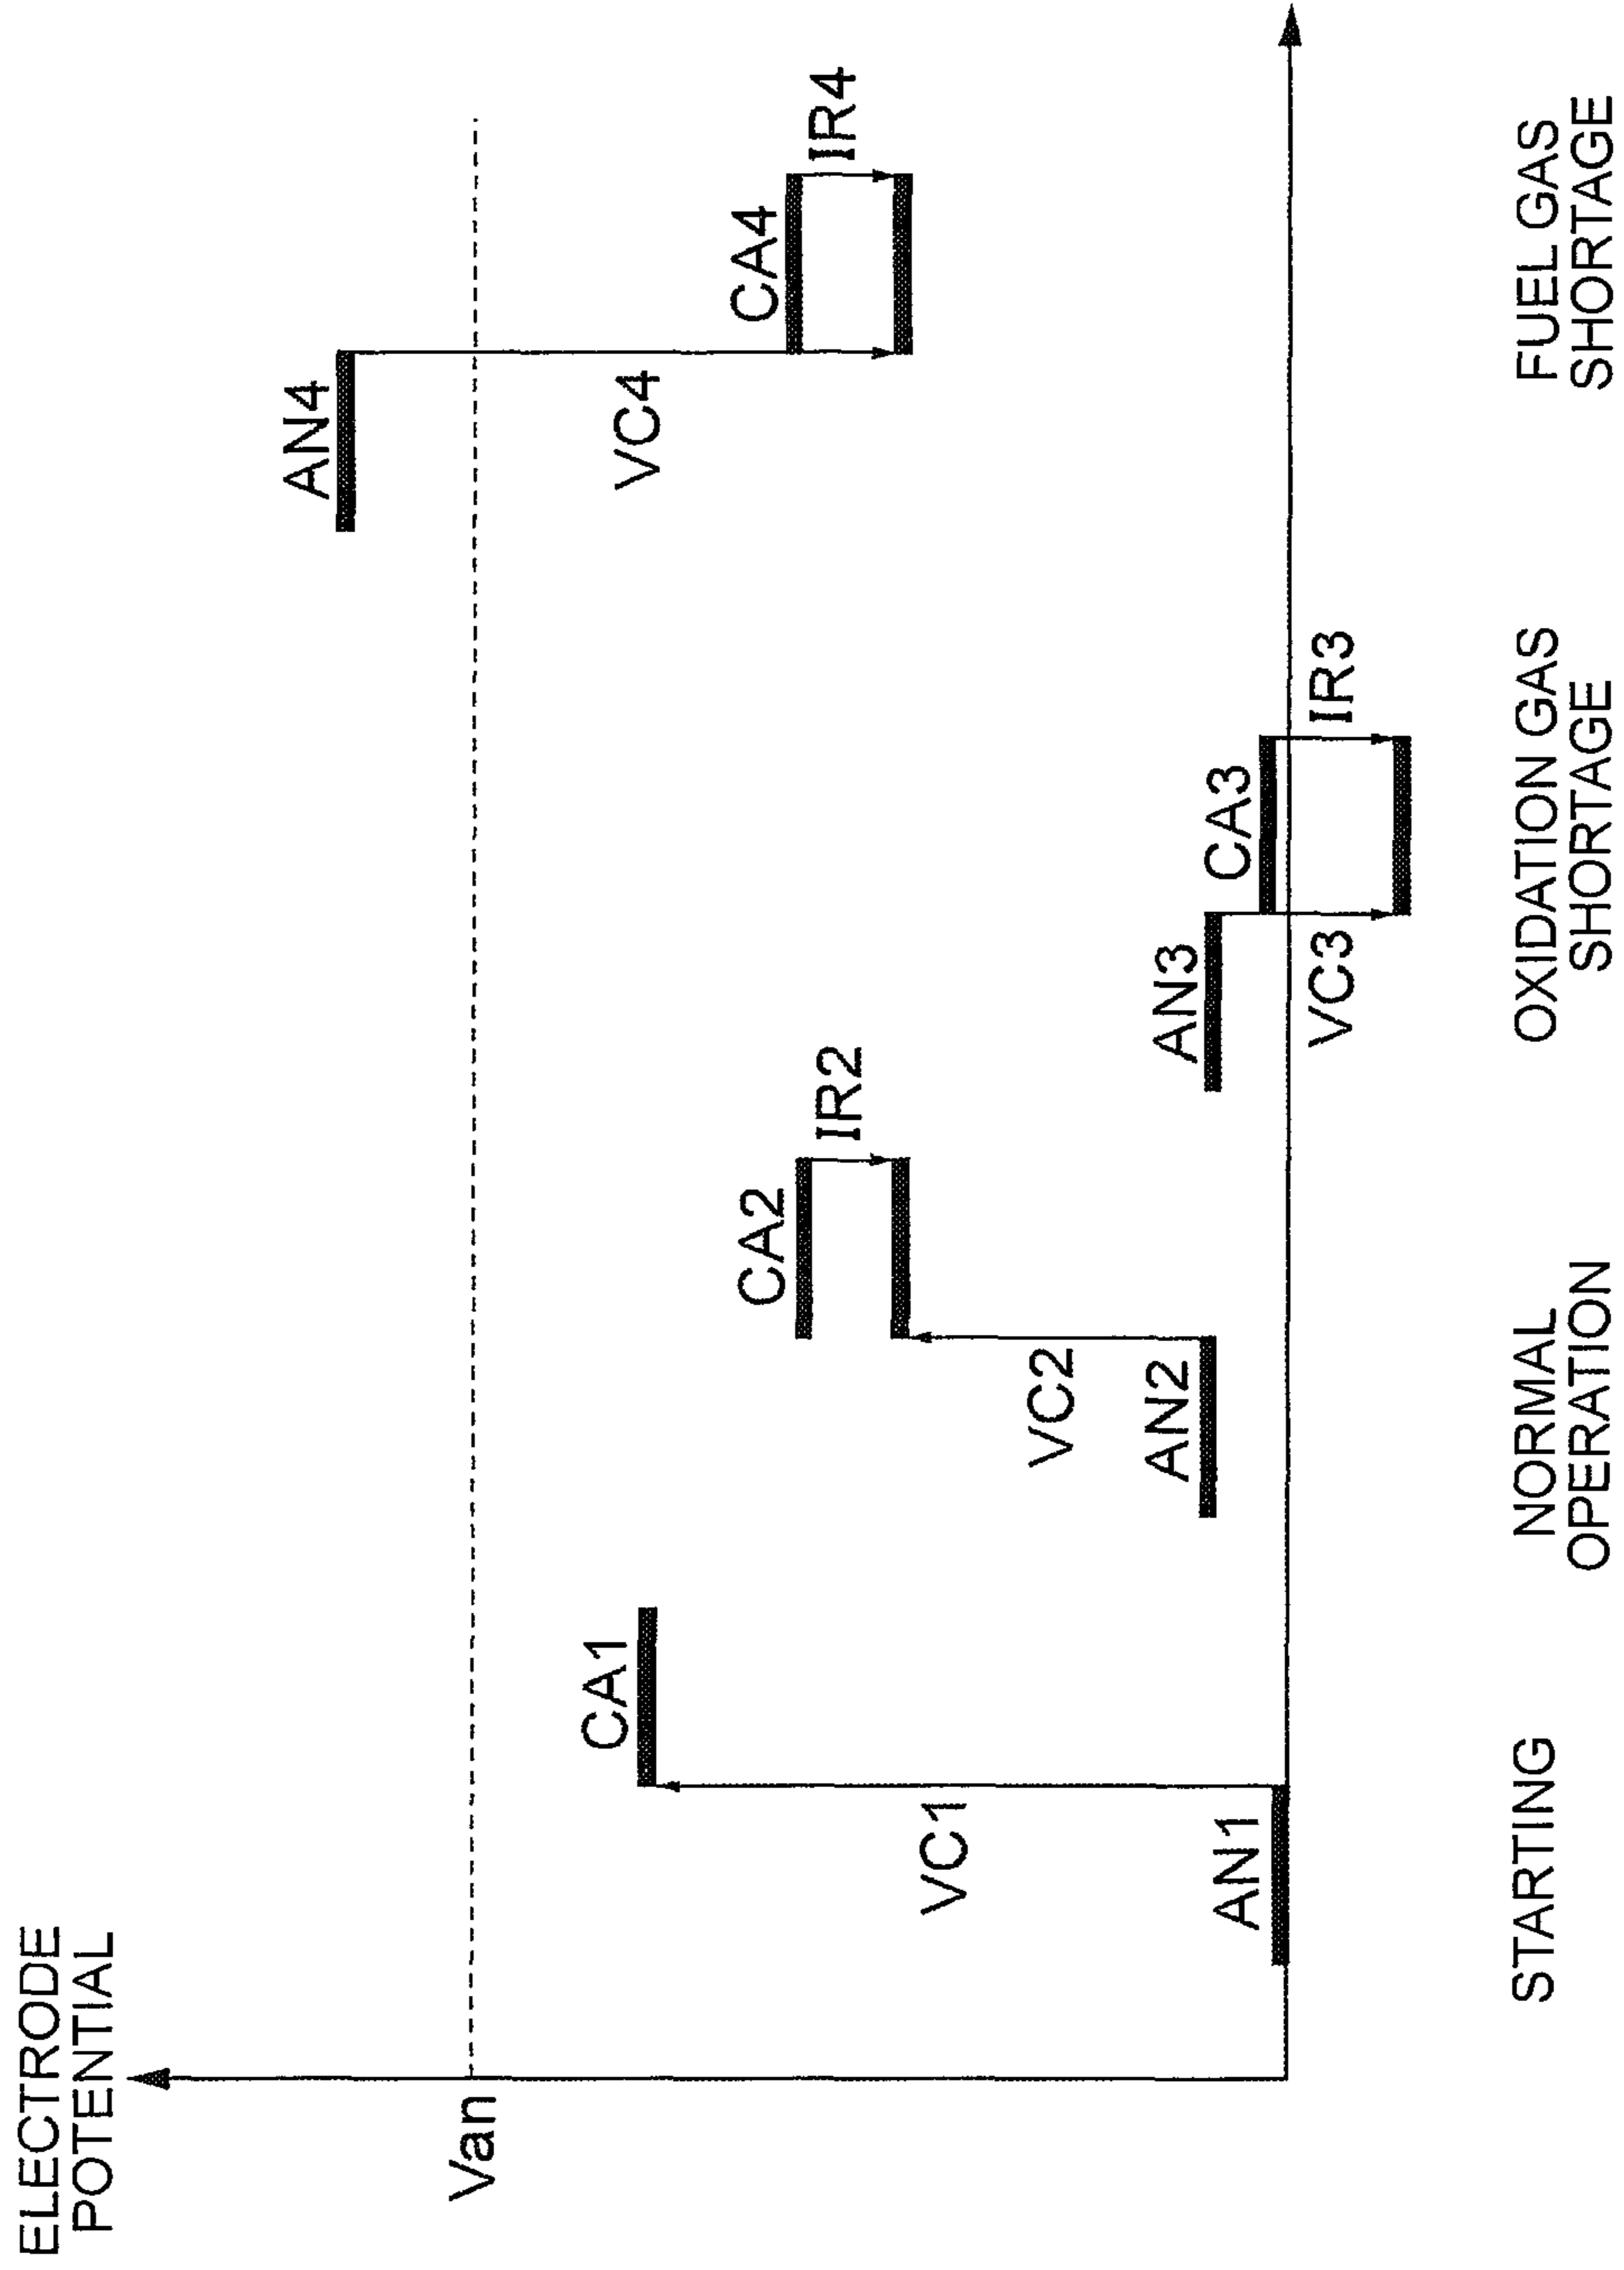 ELECTRODE
POTENTIAL
Van
AN1
VC1
CA1
AN2
VC2
CA2
IR2
AN3
VC3
CA3
IR3
AN4
VC4
CA4
IR4
STARTING
NORMAL
OPERATION
OXIDATION GAS
SHORTAGE
FUEL GAS
SHORTAGE